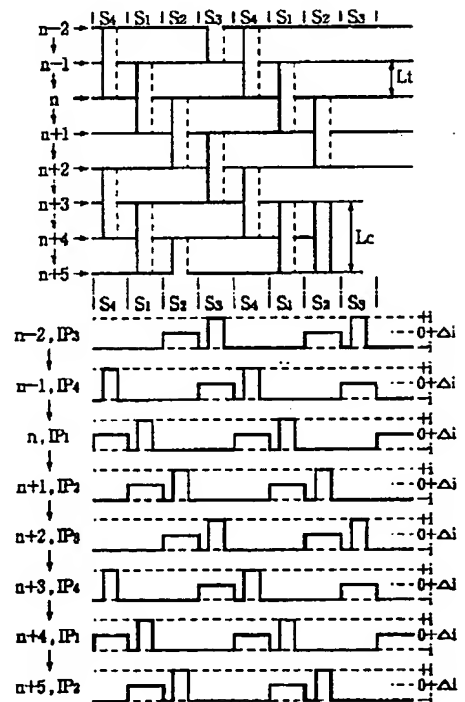 S4 S1 S2 S3 S4 S1 S2 S3
n-2
n-1
Lt
n
n+1
n+2
n+3
n+4
Lc
n+5
S4 S1 S2 S3 S4 S1 S2 S3
n-2, IP3 +i 0+Δi -i
n-1, IP4 +i 0+Δi -i
n, IP1 +i 0+Δi -i
n+1, IP2 +i 0+Δi -i
n+2, IP3 +i 0+Δi -i
n+3, IP4 +i 0+Δi -i
n+4, IP1 +i 0+Δi -i
n+5, IP2 +i 0+Δi -i